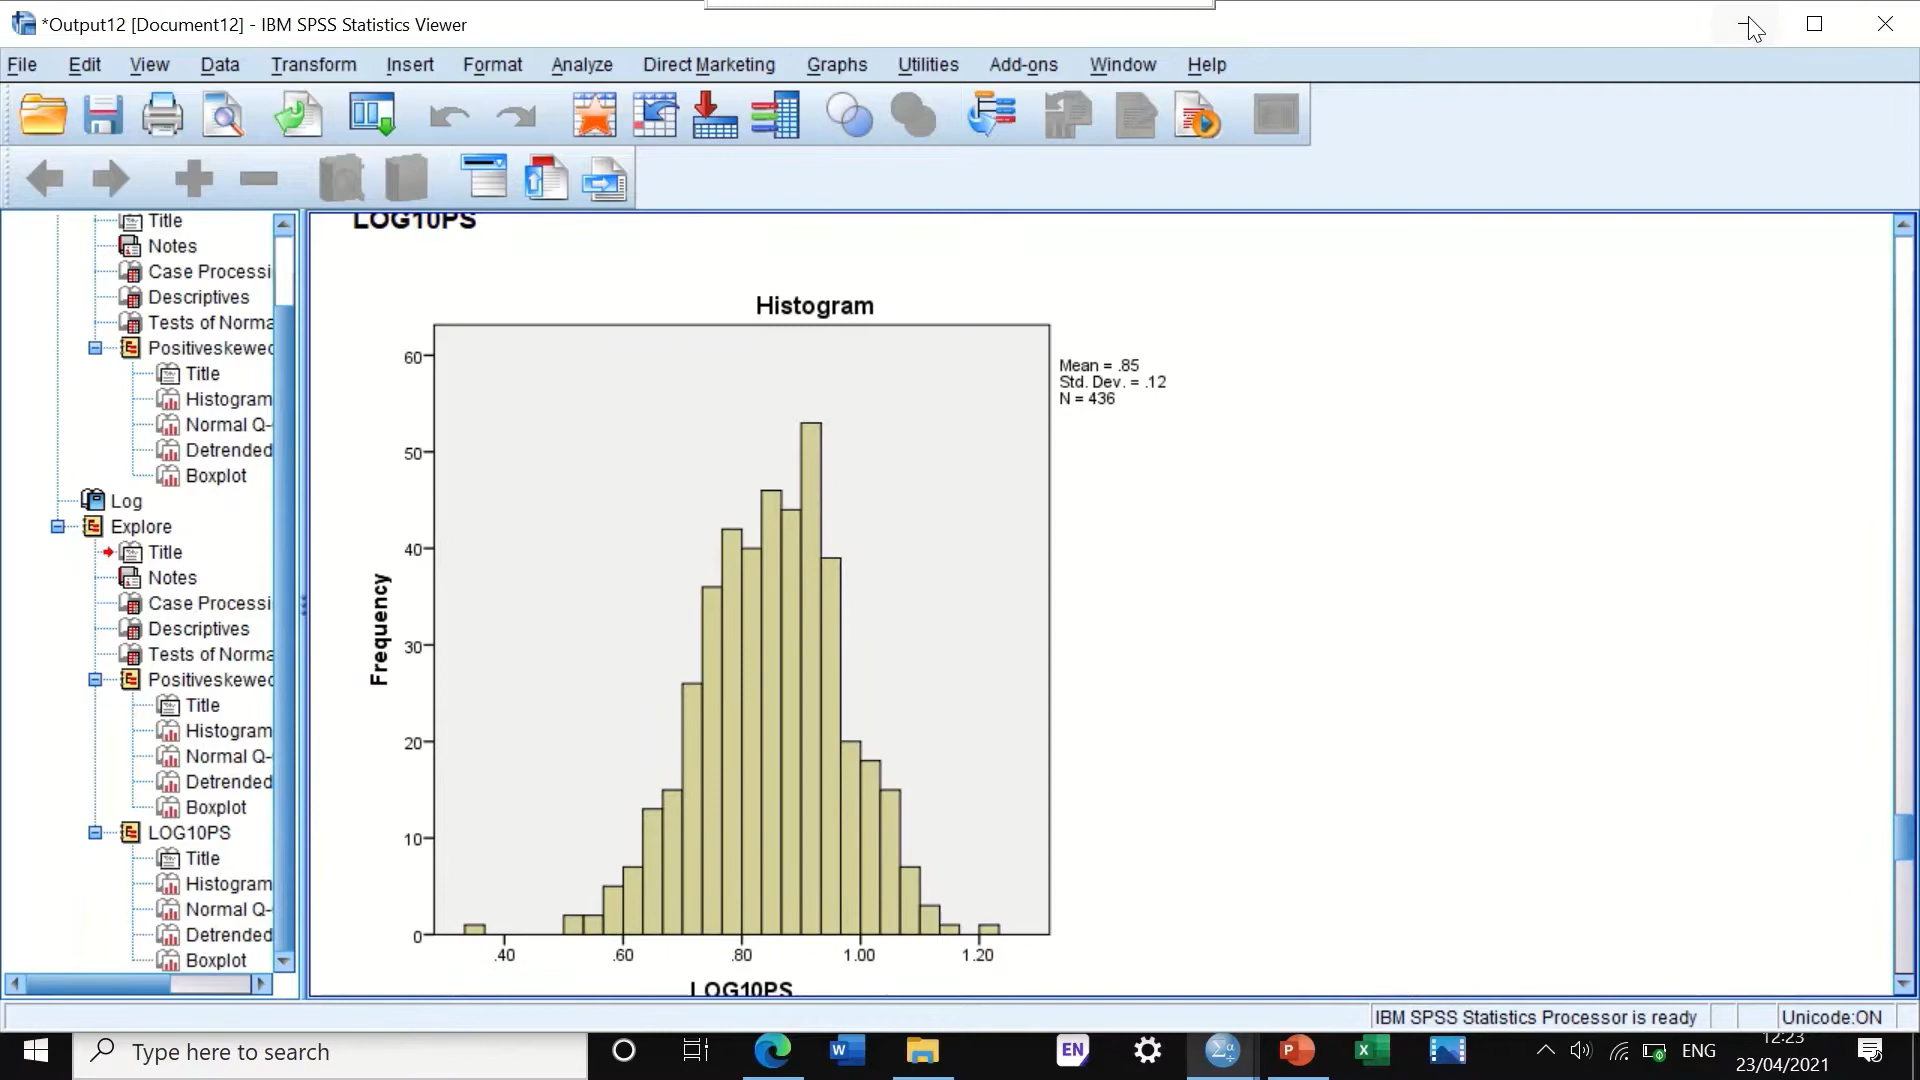 *Output12 [Document12] - IBM SPSS Statistics Viewer
File Edit View Data Transform Insert Format Analyze Direct Marketing Graphs Utilities Add-ons Window Help
Title
Notes
Case Processi
Descriptives
Tests of Norma
Positiveskewed
Title
Histogram
Normal Q-
Detrended
Boxplot
Log
Explore
Title
Notes
Case Processi
Descriptives
Tests of Norma
Positiveskewed
Title
Histogram
Normal Q-
Detrended
Boxplot
LOG10PS
Title
Histogram
Normal Q-
Detrended
Boxplot
LOG10PS
Histogram
Mean = .85
Std. Dev. = .12
N = 436
Frequency
60
50
40
30
20
10
0
.40 .60 .80 1.00 1.20
LOG10PS
IBM SPSS Statistics Processor is ready Unicode:ON
Type here to search
W
EN
Σα
P
X
ENG
12:23
23/04/2021